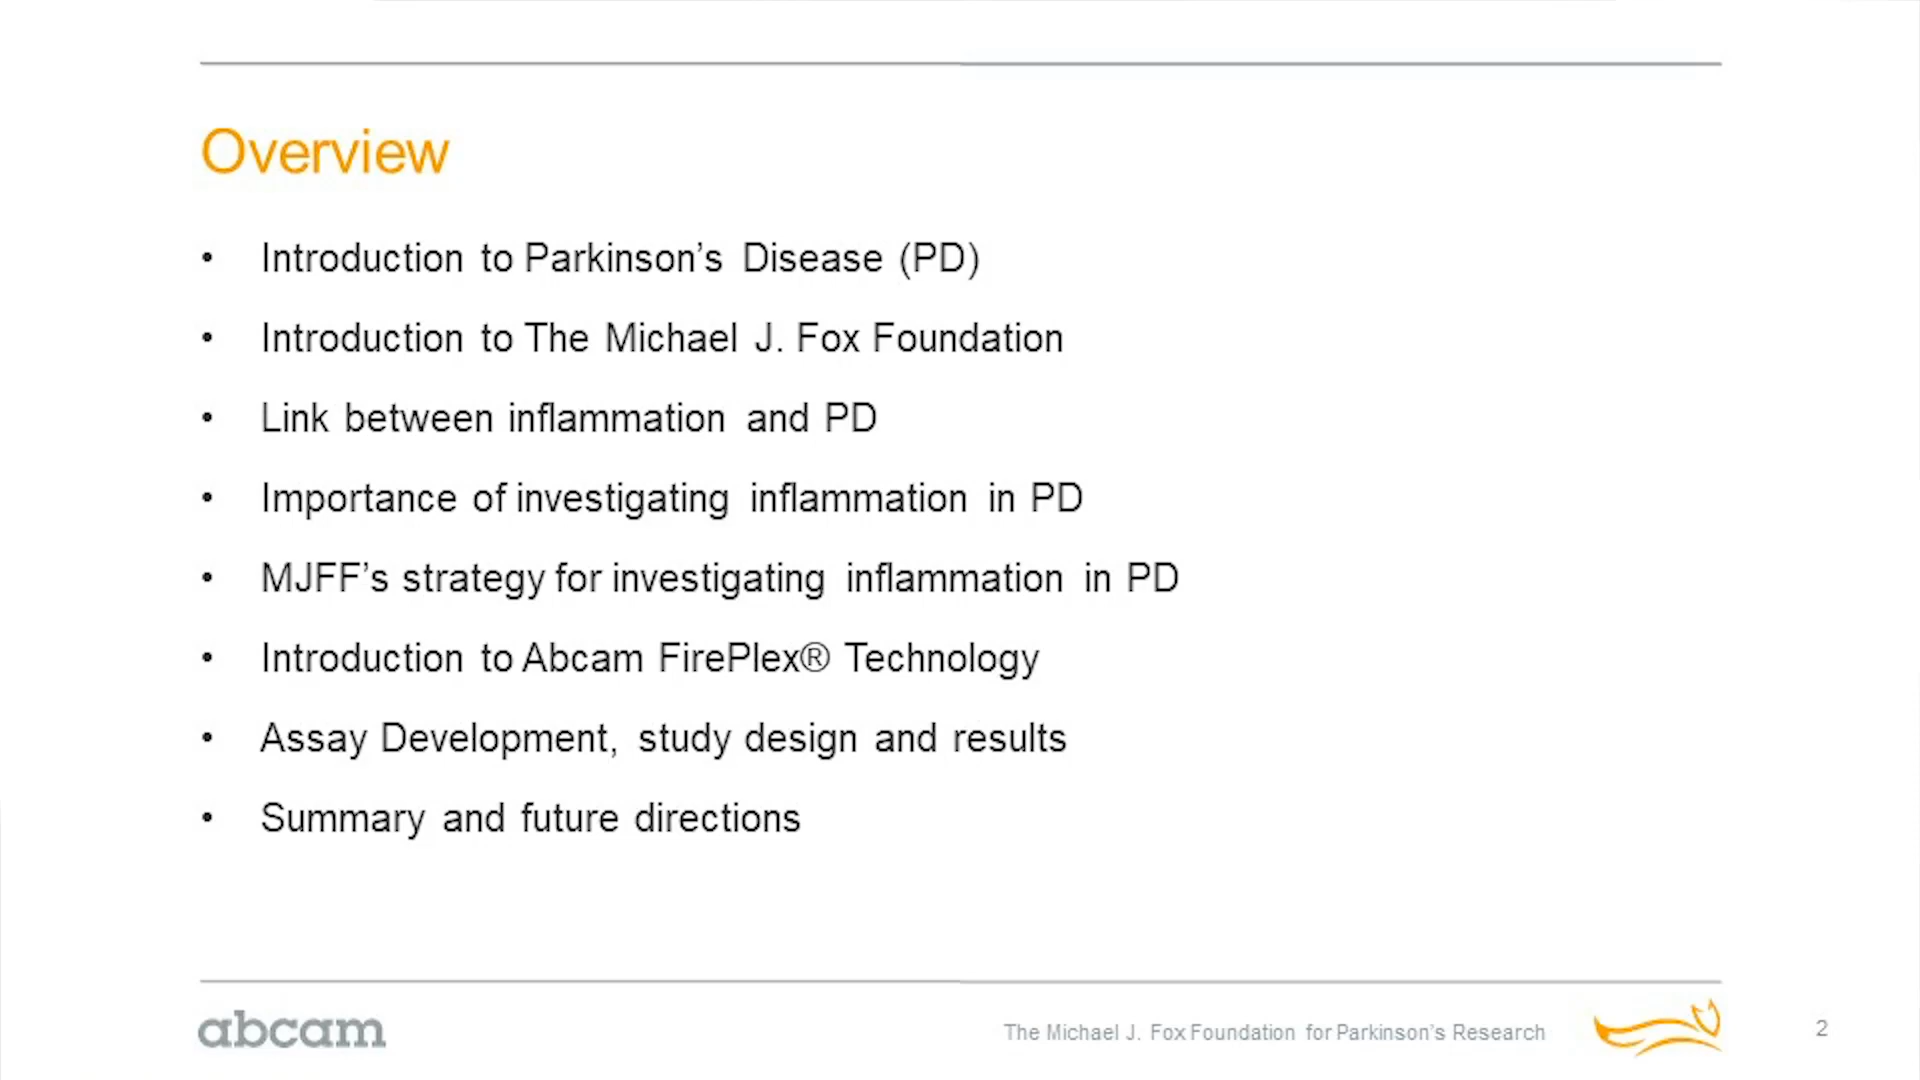 Overview
• Introduction to Parkinson’s Disease (PD)
• Introduction to The Michael J. Fox Foundation
• Link between inflammation and PD
• Importance of investigating inflammation in PD
• MJFF’s strategy for investigating inflammation in PD
• Introduction to Abcam FirePlex® Technology
• Assay Development, study design and results
• Summary and future directions
abcam
The Michael J. Fox Foundation for Parkinson’s Research
2